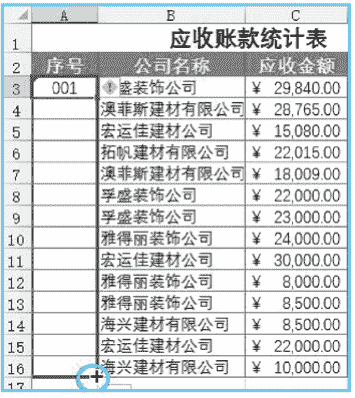 A B C
1 应收账款统计表
2 序号 公司名称 应收金额
3 001 盛装饰公司 ¥ 29,840.00
4 澳菲斯建材有限公司 ¥ 28,765.00
5 宏运佳建材公司 ¥ 15,080.00
6 拓帆建材有限公司 ¥ 22,015.00
7 澳菲斯建材有限公司 ¥ 18,009.00
8 孚盛装饰公司 ¥ 22,000.00
9 孚盛装饰公司 ¥ 23,000.00
10 雅得丽装饰公司 ¥ 24,000.00
11 宏运佳建材公司 ¥ 30,000.00
12 雅得丽装饰公司 ¥ 8,000.00
13 雅得丽装饰公司 ¥ 8,500.00
14 海兴建材有限公司 ¥ 8,500.00
15 宏运佳建材公司 ¥ 22,000.00
16 海兴建材有限公司 ¥ 10,000.00
17